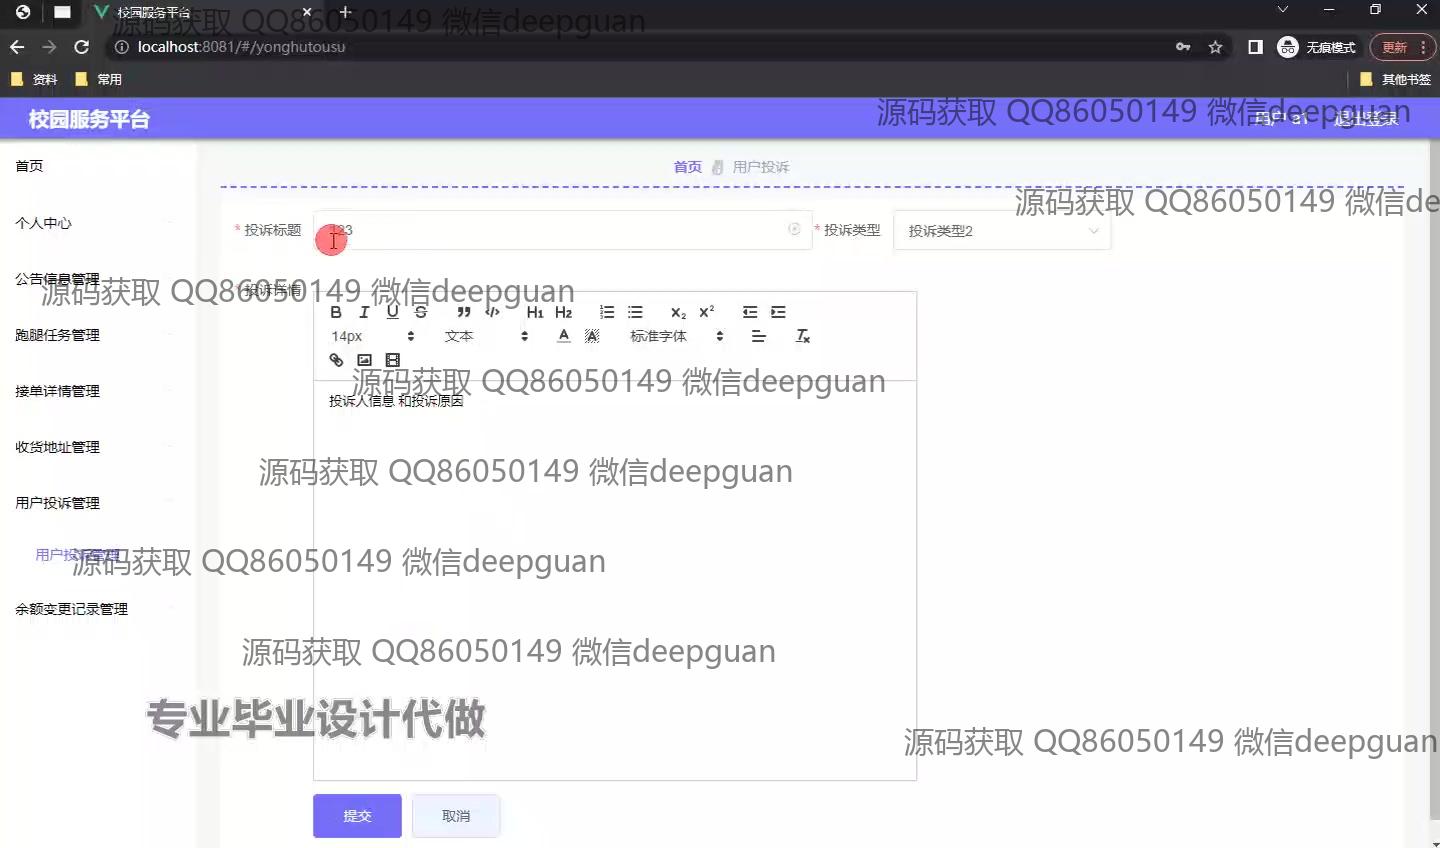 校园服务平台
源码获取 QQ86050149 微信deepguan
localhost:8081/#/yonghutousu
无痕模式
更新
资料
常用
其他书签
校园服务平台
源码获取 QQ86050149 微信deepguan
用户 a1
退出登录
首页
首页
用户投诉
源码获取 QQ86050149 微信de
个人中心
* 投诉标题
123
* 投诉类型
投诉类型2
公告信息管理
源码获取 QQ86050149 微信deepguan
* 投诉详情
B I U S ” </> H1 H2 X2 X2
跑腿任务管理
14px
文本
A
A
标准字体
Tx
源码获取 QQ86050149 微信deepguan
接单详情管理
投诉人信息 和投诉原因
收货地址管理
源码获取 QQ86050149 微信deepguan
用户投诉管理
用户投诉管理
源码获取 QQ86050149 微信deepguan
余额变更记录管理
源码获取 QQ86050149 微信deepguan
专业毕业设计代做
源码获取 QQ86050149 微信deepguan
提交
取消